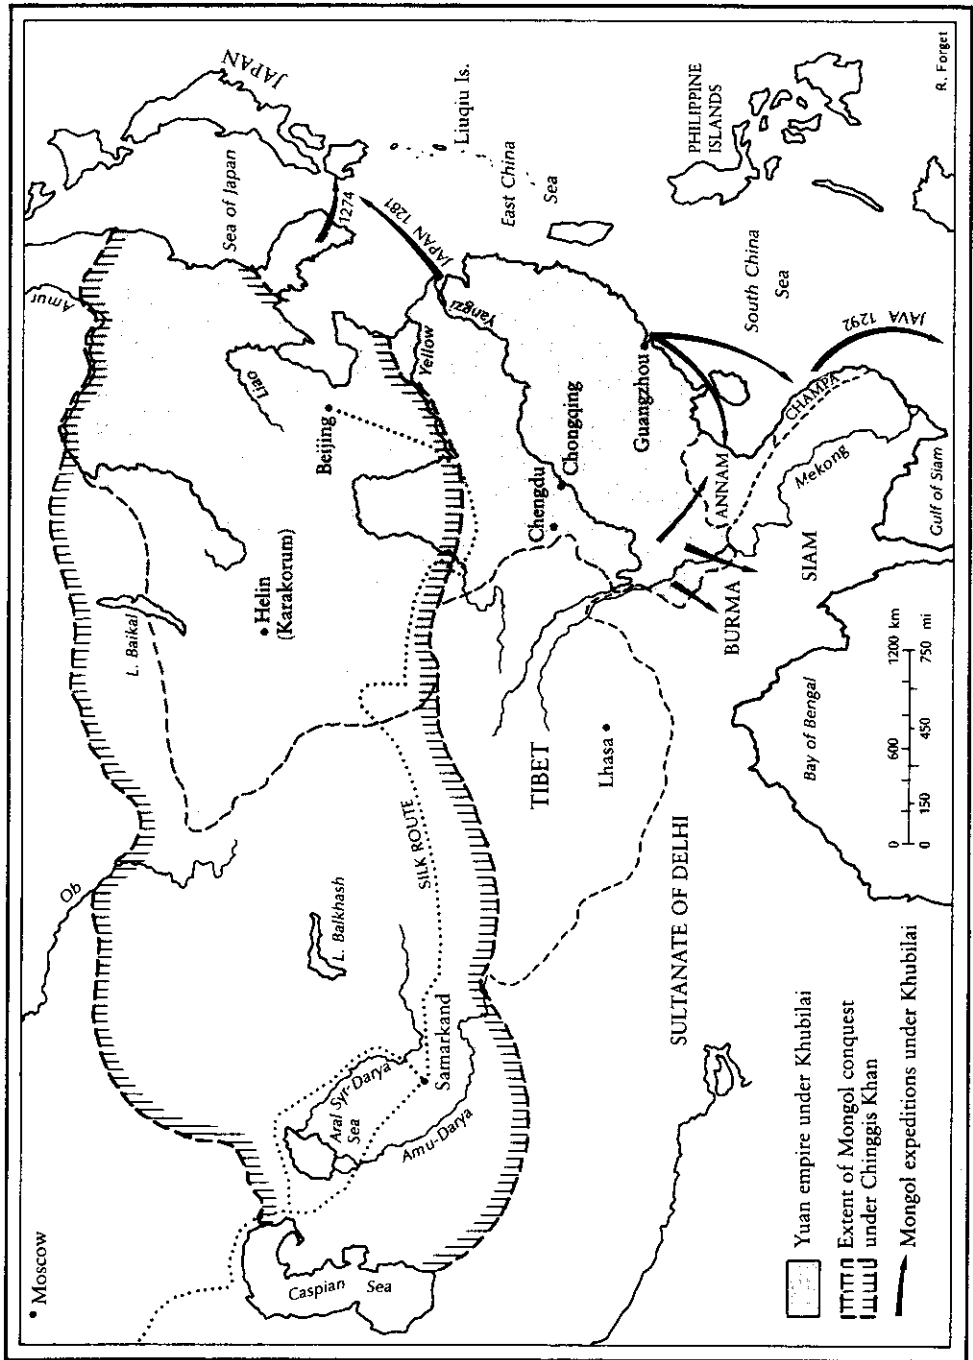 Moscow
Ob
Amur
L. Baikal
Helin
(Karakorum)
Liao
Beijing
Sea of Japan
JAPAN
1274
JAPAN 1281
Liuqiu Is.
East China
Sea
Yellow
Yangzi
Caspian
Sea
Aral
Sea
Syr-Darya
Amu-Darya
Samarkand
L. Balkhash
SILK ROUTE
TIBET
Lhasa
Chengdu
Chongqing
Guangzhou
SULTANATE OF DELHI
BURMA
ANNAM
CHAMPA
SIAM
Mekong
Gulf of Siam
Bay of Bengal
South China
Sea
JAVA 1292
PHILIPPINE
ISLANDS
Yuan empire under Khubilai
Extent of Mongol conquest
under Chinggis Khan
Mongol expeditions under Khubilai
0 600 1200 km
0 150 450 750 mi
R. Forget